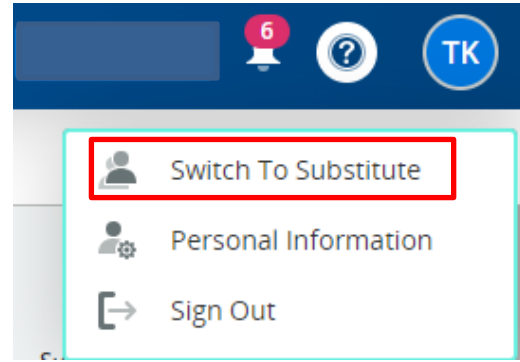 6
?
TK
Switch To Substitute
Personal Information
Sign Out